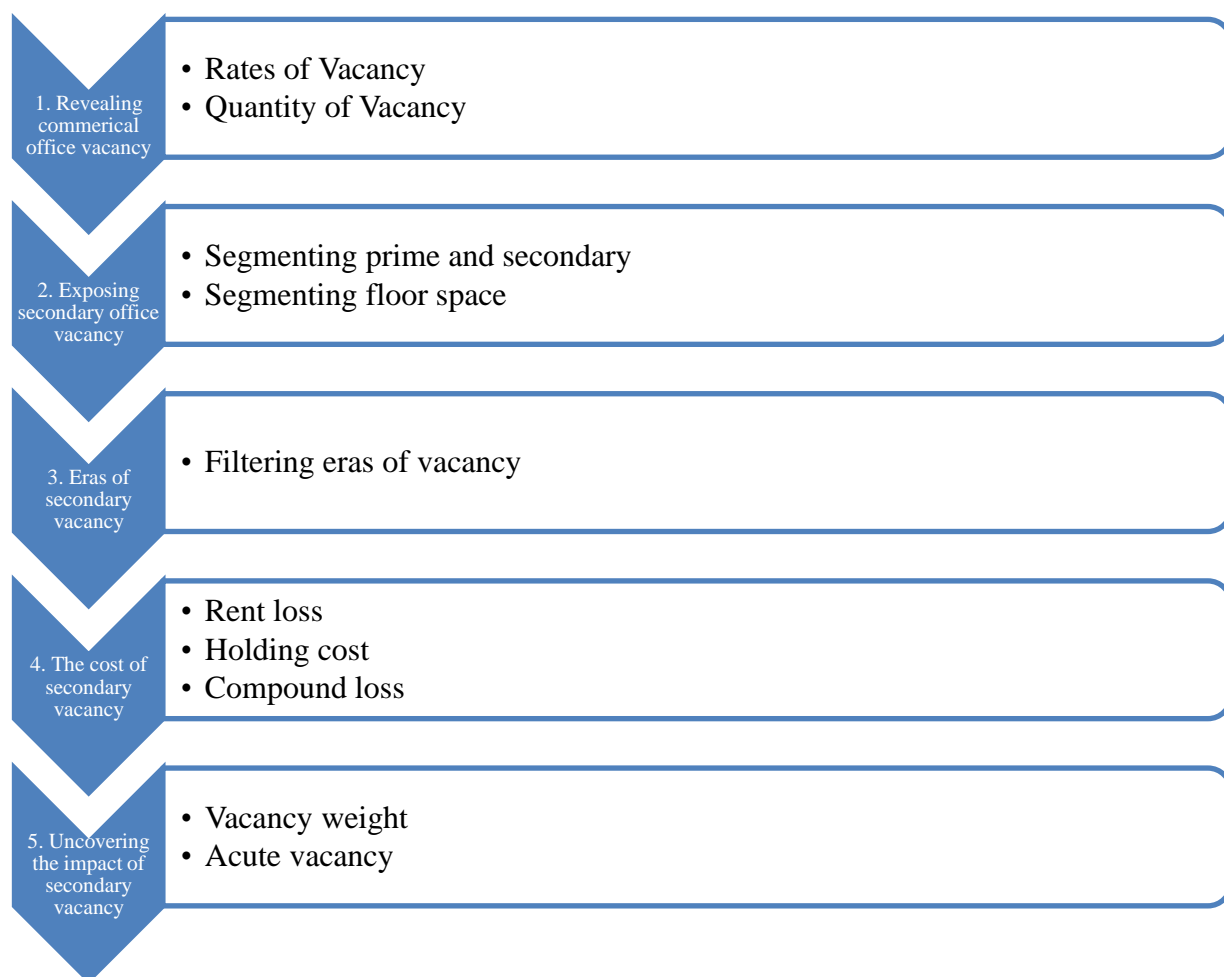 1. Revealing
commerical
office vacancy
• Rates of Vacancy
• Quantity of Vacancy
2. Exposing
secondary office
vacancy
• Segmenting prime and secondary
• Segmenting floor space
3. Eras of
secondary
vacancy
• Filtering eras of vacancy
4. The cost of
secondary
vacancy
• Rent loss
• Holding cost
• Compound loss
5. Uncovering
the impact of
secondary
vacancy
• Vacancy weight
• Acute vacancy